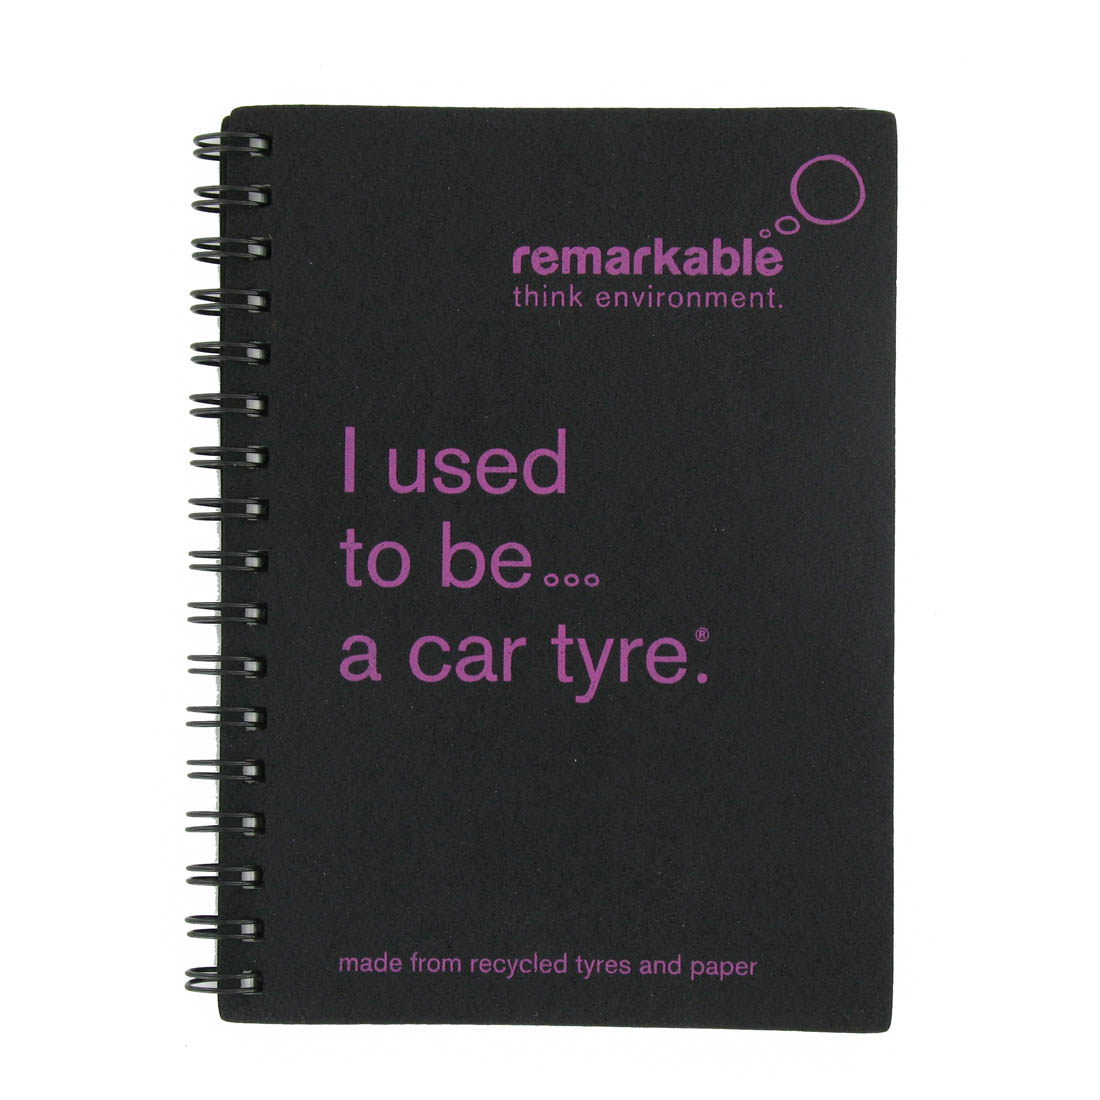 remarkable
think environment.
I used
to be...
a car tyre.®
made from recycled tyres and paper